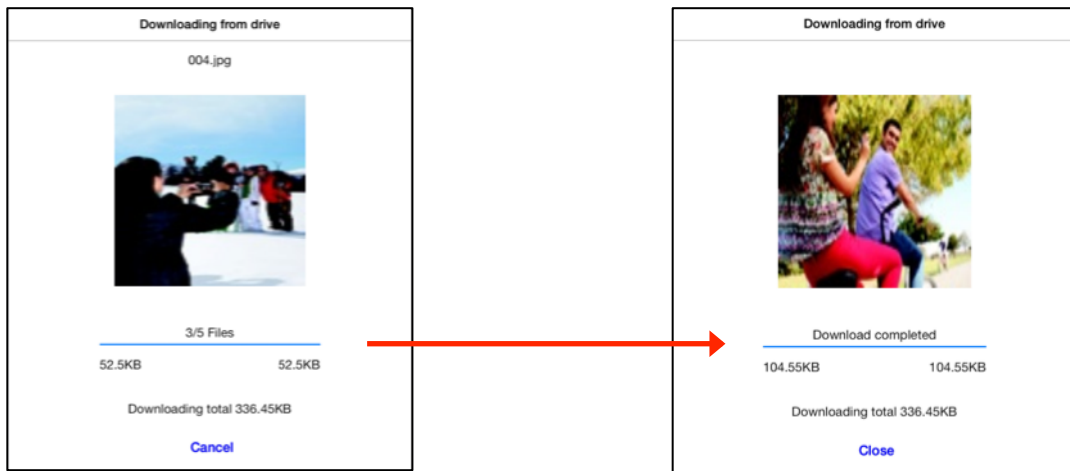 Downloading from drive
004.jpg
3/5 Files
52.5KB 52.5KB
Downloading total 336.45KB
Cancel
Downloading from drive
Download completed
104.55KB 104.55KB
Downloading total 336.45KB
Close